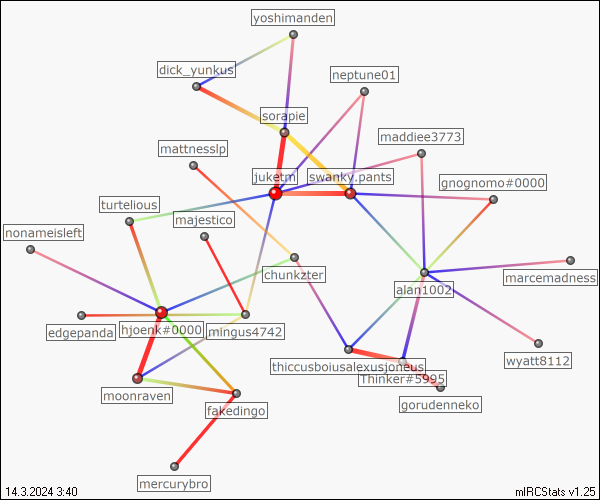 yoshimanden
dick_yunkus
neptune01
sorapie
maddiee3773
mattnesslp
juketm
swanky.pants
gnognomo#0000
turtelious
majestico
nonameisleft
chunkzter
marcemadness
alan1002
edgepanda
hjoenk#0000
mingus4742
wyatt8112
thiccusboiusalexusjoneus
Thinker#5995
moonraven
gorudenneko
fakedingo
mercurybro
14.3.2024 3:40
mIRCStats v1.25